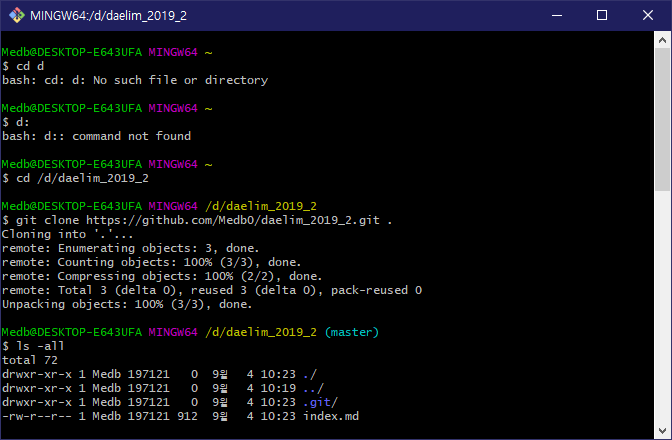 MINGW64:/d/daelim_2019_2
Medb@DESKTOP-E643UFA MINGW64 ~
$ cd d
bash: cd: d: No such file or directory
Medb@DESKTOP-E643UFA MINGW64 ~
$ d:
bash: d:: command not found
Medb@DESKTOP-E643UFA MINGW64 ~
$ cd /d/daelim_2019_2
Medb@DESKTOP-E643UFA MINGW64 /d/daelim_2019_2
$ git clone https://github.com/Medb0/daelim_2019_2.git .
Cloning into '.'...
remote: Enumerating objects: 3, done.
remote: Counting objects: 100% (3/3), done.
remote: Compressing objects: 100% (2/2), done.
remote: Total 3 (delta 0), reused 3 (delta 0), pack-reused 0
Unpacking objects: 100% (3/3), done.
Medb@DESKTOP-E643UFA MINGW64 /d/daelim_2019_2 (master)
$ ls -all
total 72
drwxr-xr-x 1 Medb 197121   0  9월   4 10:23 ./
drwxr-xr-x 1 Medb 197121   0  9월   4 10:19 ../
drwxr-xr-x 1 Medb 197121   0  9월   4 10:23 .git/
-rw-r--r-- 1 Medb 197121 912  9월   4 10:23 index.md